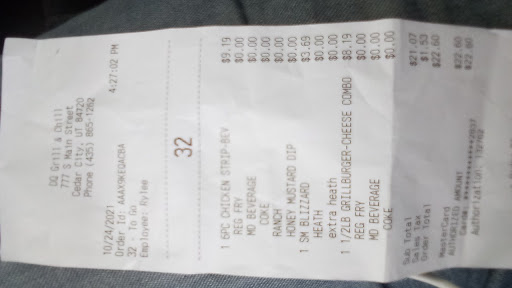 DQ Grill & Chill
777 S Main Street
Cedar City, UT 84720
Phone (435) 865-1262
10/24/2021 4:27:02 PM
Order Id: AAAXOKEQACBA
32 - To Go
Employee: Rylee
32
1 6PC CHICKEN STRIP-BEV $9.19
REG FRY $0.00
MD BEVERAGE $0.00
COKE $0.00
RANCH $0.00
HONEY MUSTARD DIP $0.00
1 SM BLIZZARD $3.69
HEATH $0.00
extra heath $0.00
1 1/2LB GRILLBURGER-CHEESE COMBO $8.19
REG FRY $0.00
MD BEVERAGE $0.00
COKE $0.00
Sub Total $21.07
Sales Tax $1.53
Order Total $22.60
MasterCard $22.60
AUTHORIZED AMOUNT $22.60
Card: ************2037
Authorization: